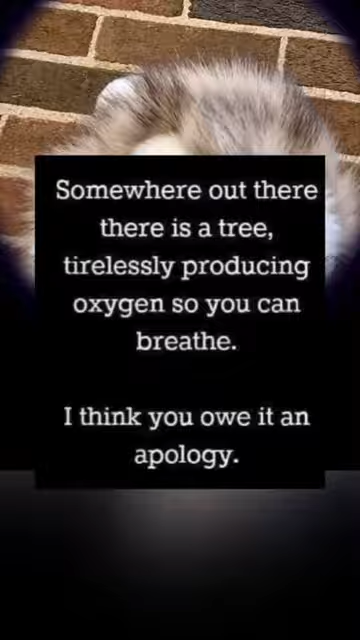 Somewhere out there
there is a tree,
tirelessly producing
oxygen so you can
breathe.
I think you owe it an
apology.